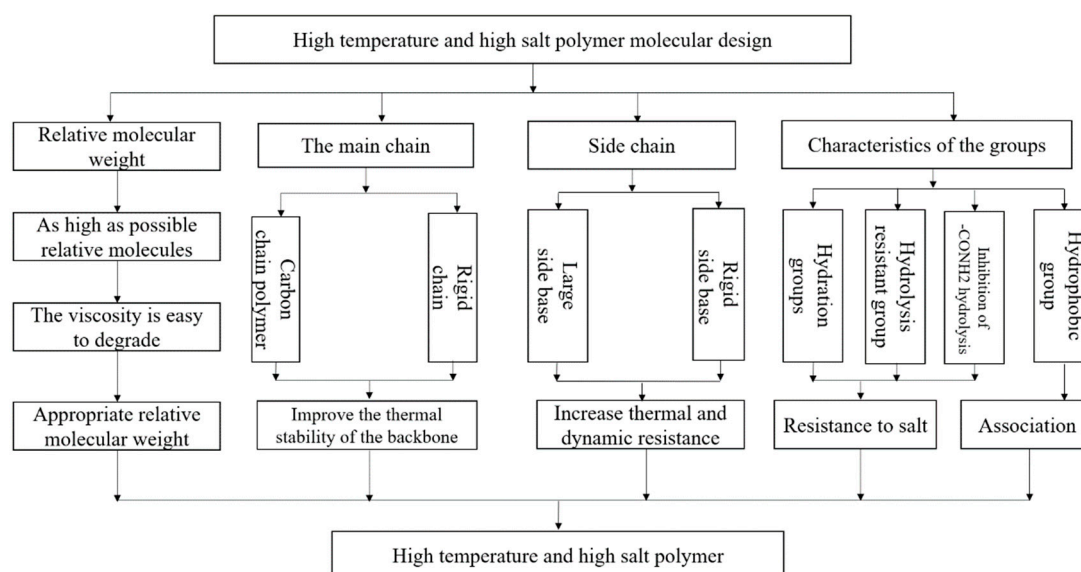 High temperature and high salt polymer molecular design
Relative molecular
weight
The main chain
Side chain
Characteristics of the groups
As high as possible
relative molecules
Carbon
chain polymer
Rigid
chain
Large
side base
Rigid
side base
Hydration
groups
Hydrolysis
resistant group
Inhibition of
-CONH2 hydrolysis
Hydrophobic
group
The viscosity is easy
to degrade
Appropriate relative
molecular weight
Improve the thermal
stability of the backbone
Increase thermal and
dynamic resistance
Resistance to salt
Association
High temperature and high salt polymer